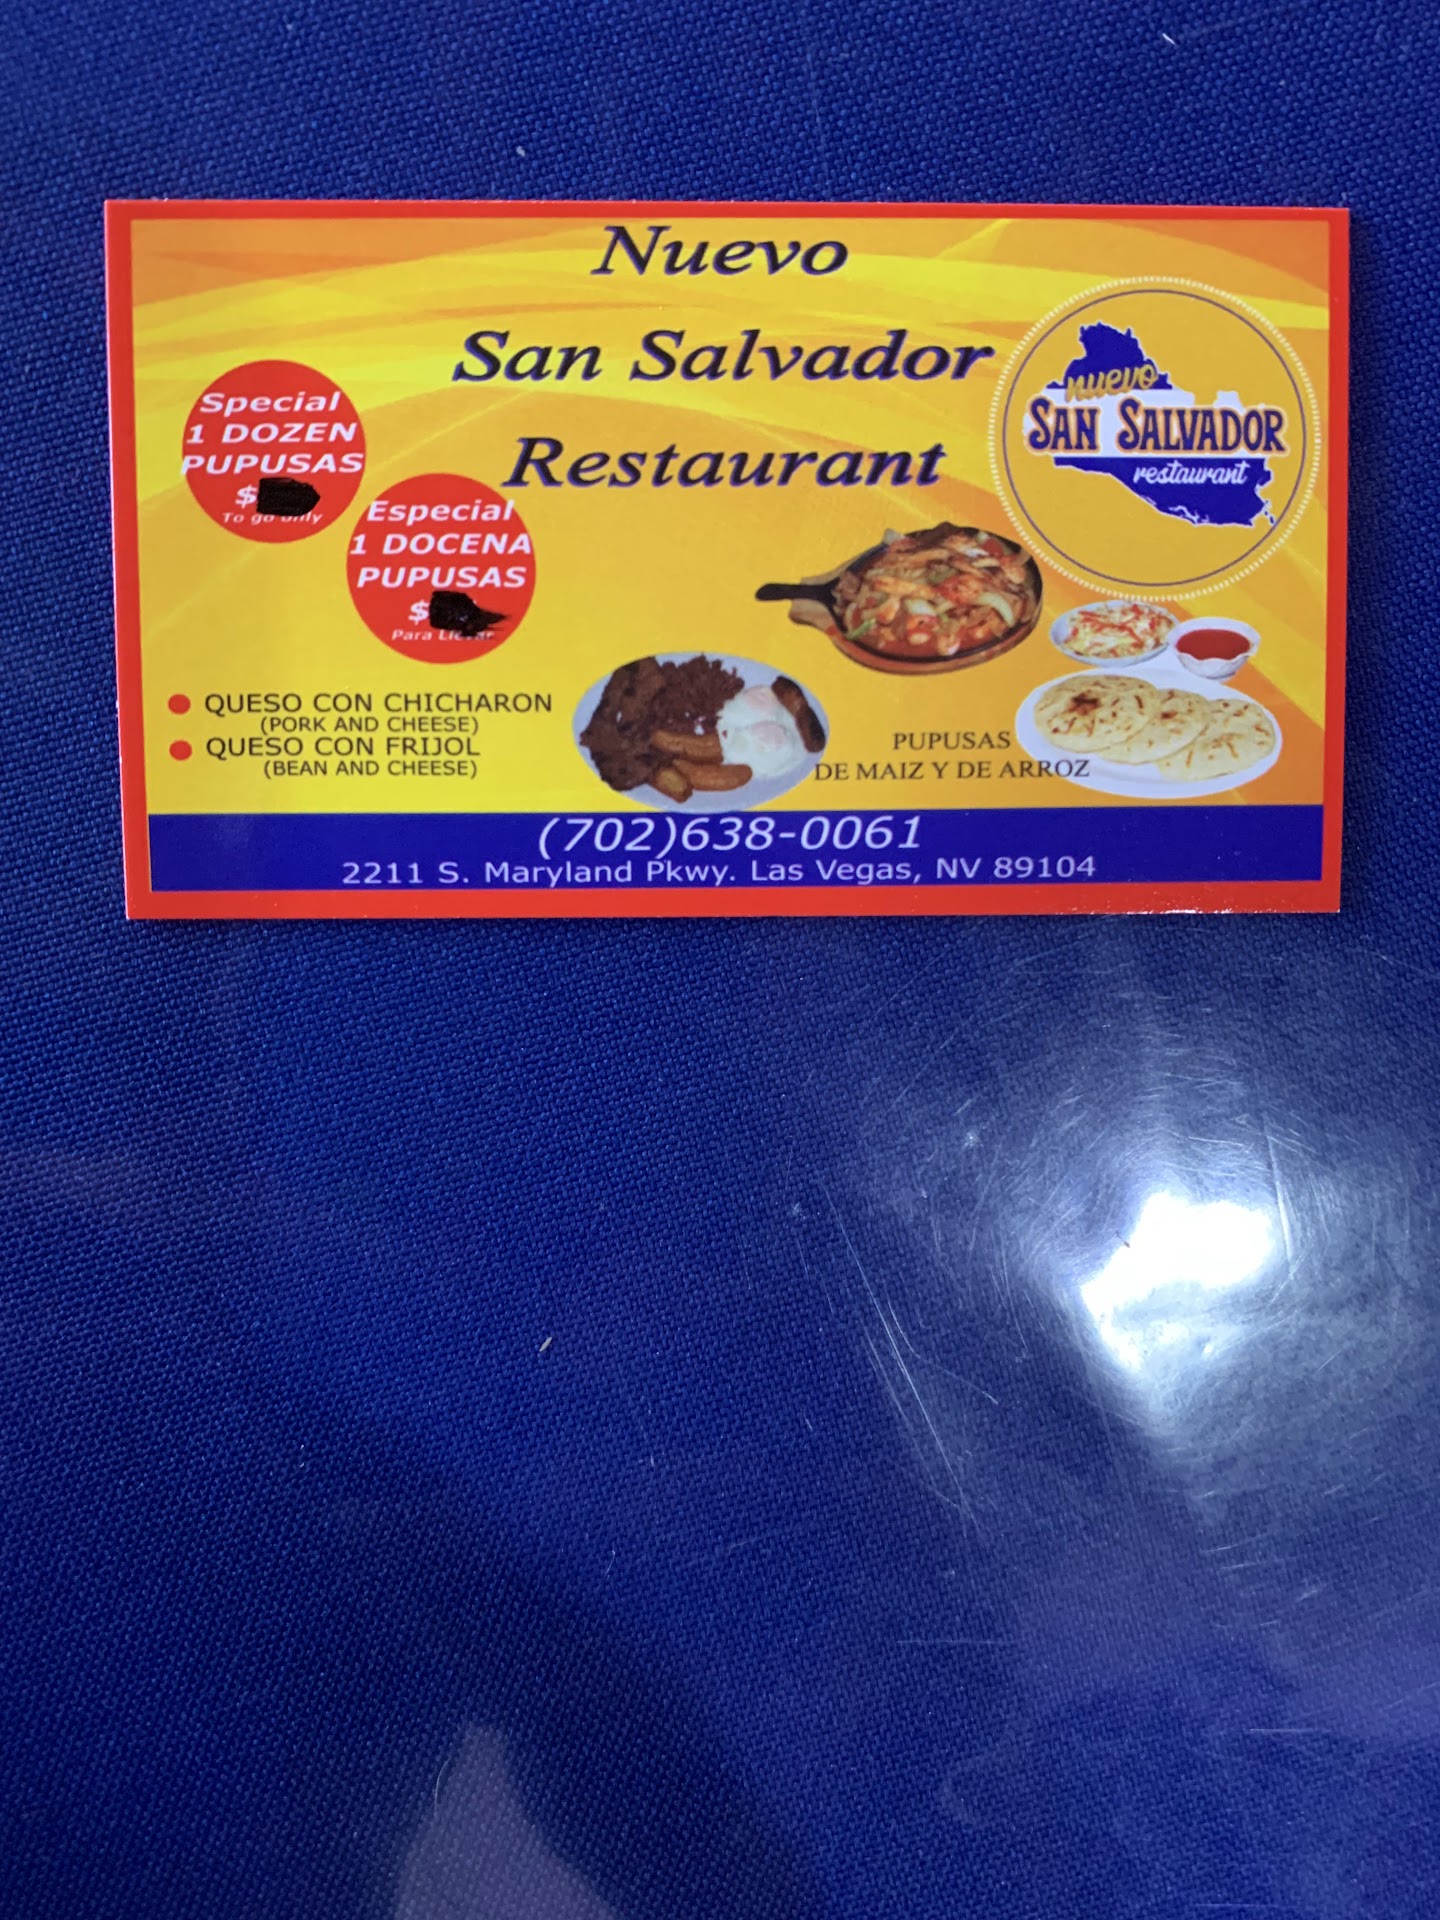 Nuevo
San Salvador
Restaurant
nuevo
SAN SALVADOR
restaurant
Special
1 DOZEN
PUPUSAS
$
To go only
Especial
1 DOCENA
PUPUSAS
$
Para Llevar
QUESO CON CHICHARON
(PORK AND CHEESE)
QUESO CON FRIJOL
(BEAN AND CHEESE)
PUPUSAS
DE MAIZ Y DE ARROZ
(702)638-0061
2211 S. Maryland Pkwy. Las Vegas, NV 89104